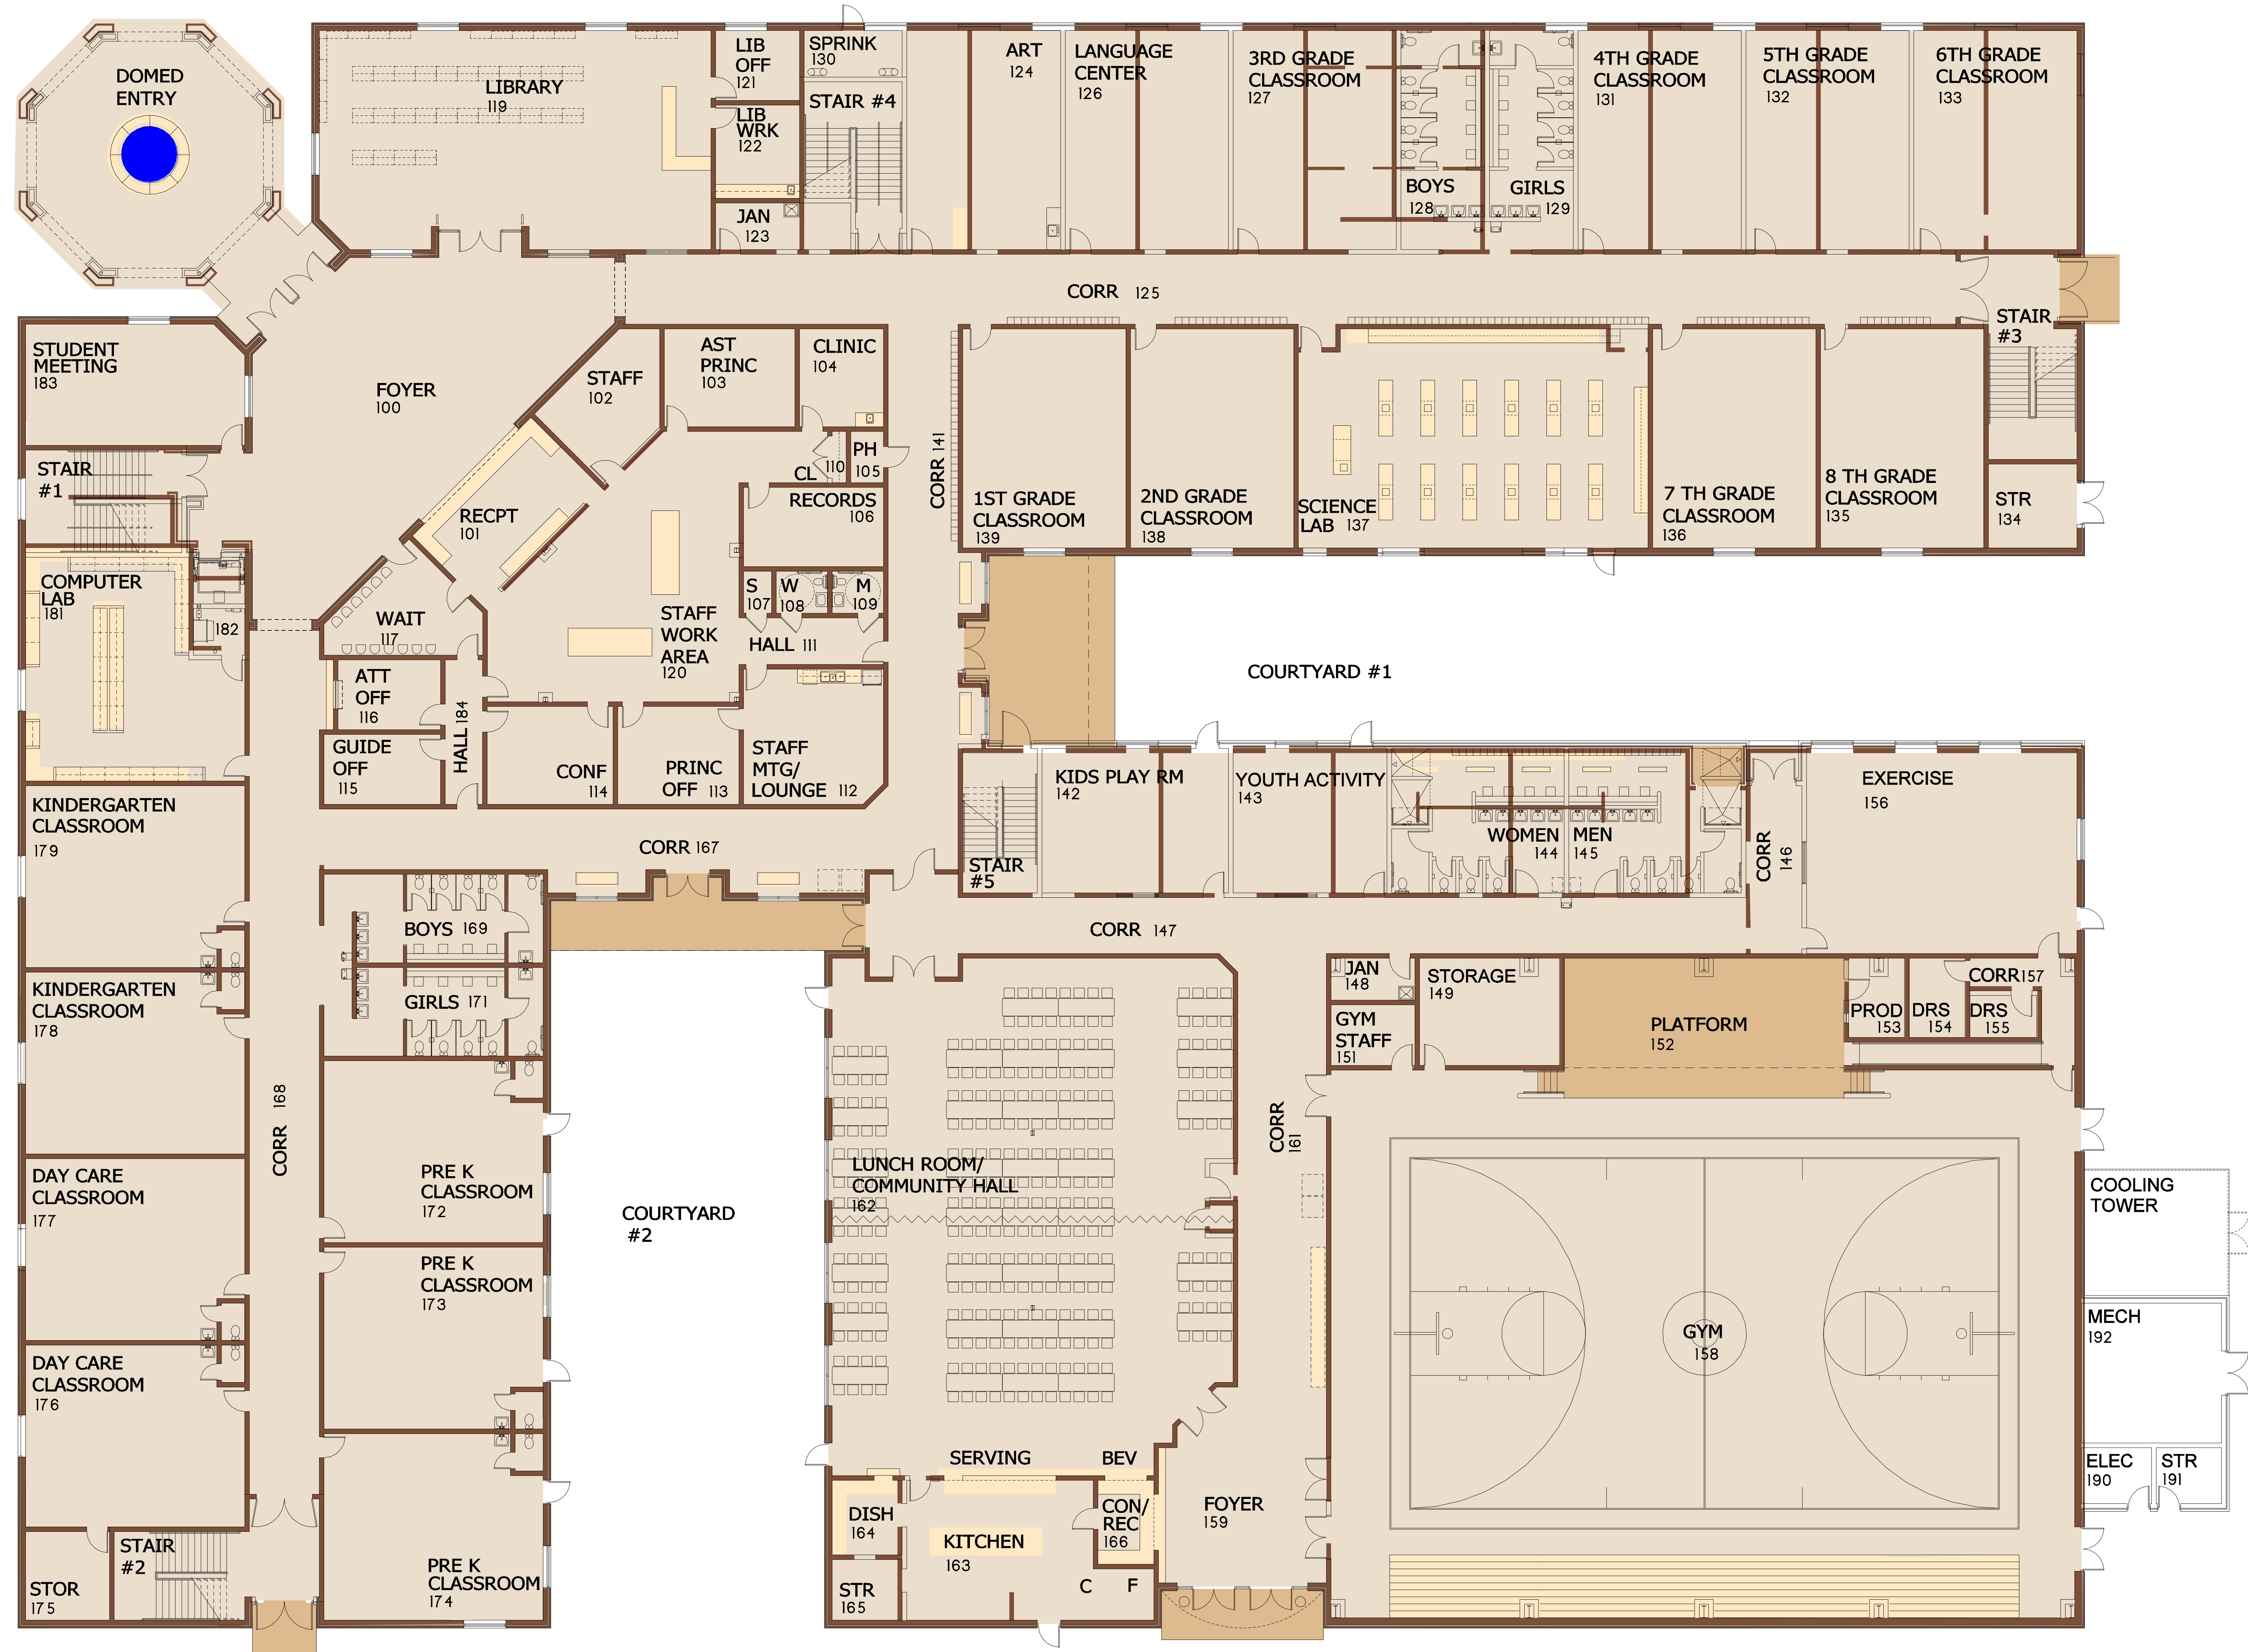 DOMED
ENTRY
LIBRARY
119
LIB
OFF
121
LIB
WRK
122
JAN
123
SPRINK
130
STAIR #4
ART
124
LANGUAGE
CENTER
126
3RD GRADE
CLASSROOM
127
BOYS
128
GIRLS
129
4TH GRADE
CLASSROOM
131
5TH GRADE
CLASSROOM
132
6TH GRADE
CLASSROOM
133
CORR 125
STUDENT
MEETING
183
FOYER
100
STAFF
102
AST
PRINC
103
CLINIC
104
STAIR
#3
STAIR
#1
RECPT
101
CL 110
PH
105
RECORDS
106
CORR 141
1ST GRADE
CLASSROOM
139
2ND GRADE
CLASSROOM
138
SCIENCE
LAB 137
7 TH GRADE
CLASSROOM
136
8 TH GRADE
CLASSROOM
135
STR
134
COMPUTER
LAB
181
182
WAIT
117
S
107
W
108
M
109
HALL 111
STAFF
WORK
AREA
120
COURTYARD #1
ATT
OFF
116
HALL 184
GUIDE
OFF
115
CONF
114
PRINC
OFF 113
STAFF
MTG/
LOUNGE 112
KIDS PLAY RM
142
YOUTH ACTIVITY
143
WOMEN
144
MEN
145
CORR
146
EXERCISE
156
STAIR
#5
KINDERGARTEN
CLASSROOM
179
CORR 167
BOYS 169
CORR 147
KINDERGARTEN
CLASSROOM
178
GIRLS 171
JAN
148
STORAGE
149
GYM
STAFF
151
PLATFORM
152
PROD
153
DRS
154
CORR 157
DRS
155
CORR 168
CORR
161
DAY CARE
CLASSROOM
177
PRE K
CLASSROOM
172
COURTYARD
#2
LUNCH ROOM/
COMMUNITY HALL
162
COOLING
TOWER
PRE K
CLASSROOM
173
GYM
158
MECH
192
DAY CARE
CLASSROOM
176
SERVING
BEV
ELEC
190
STR
191
DISH
164
KITCHEN
163
CON/
REC
166
FOYER
159
STAIR
#2
STOR
175
PRE K
CLASSROOM
174
STR
165
C
F